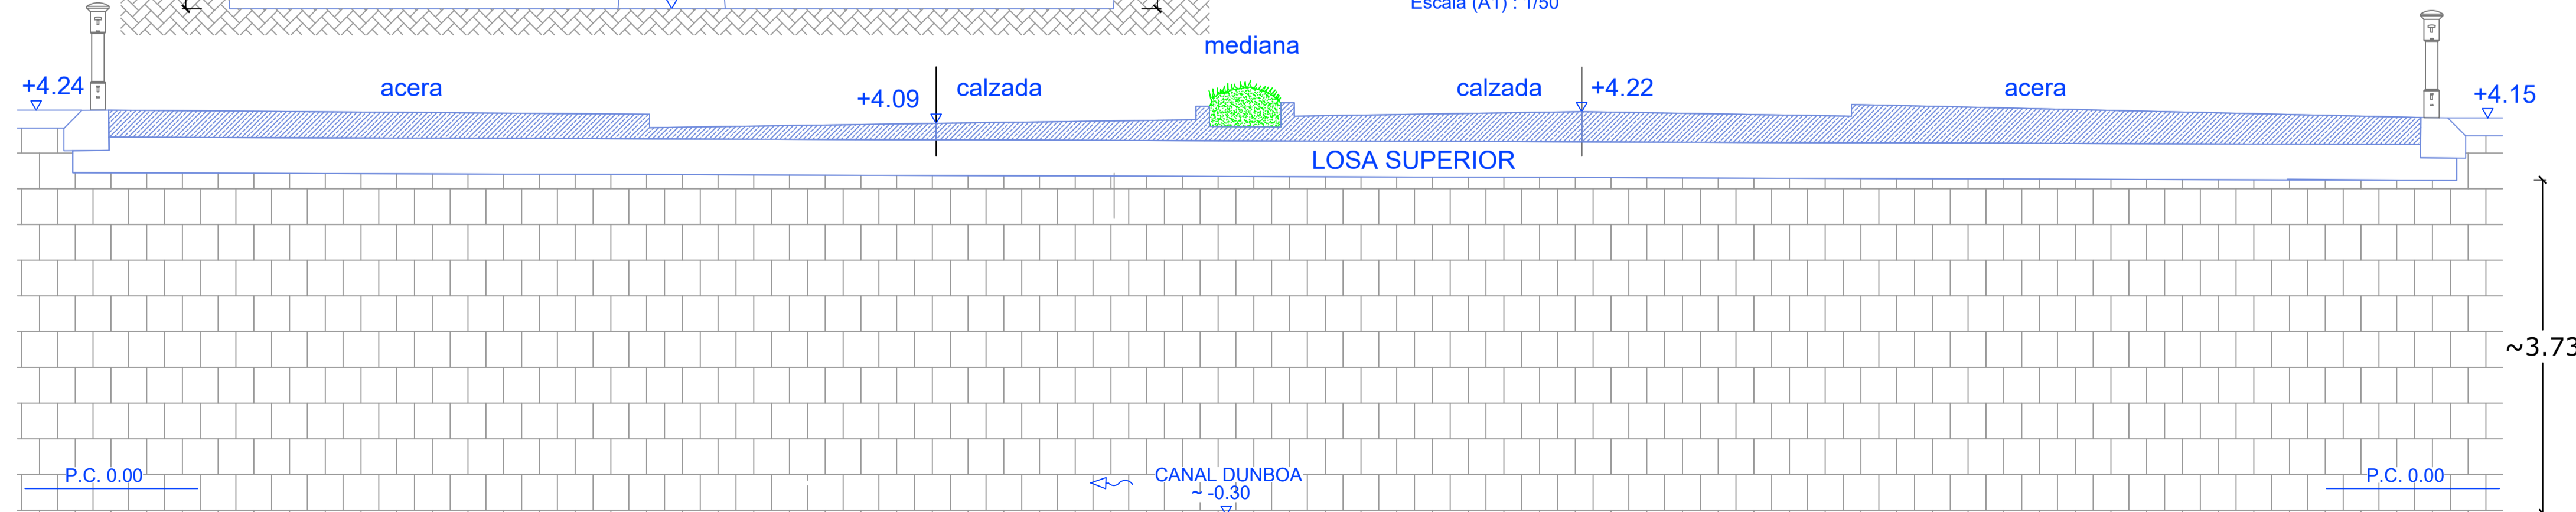 Escala (A1) : 1/50
mediana
+4.24
acera
+4.09
calzada
calzada
+4.22
acera
+4.15
LOSA SUPERIOR
~3.73
P.C. 0.00
CANAL DUNBOA
~ -0.30
P.C. 0.00